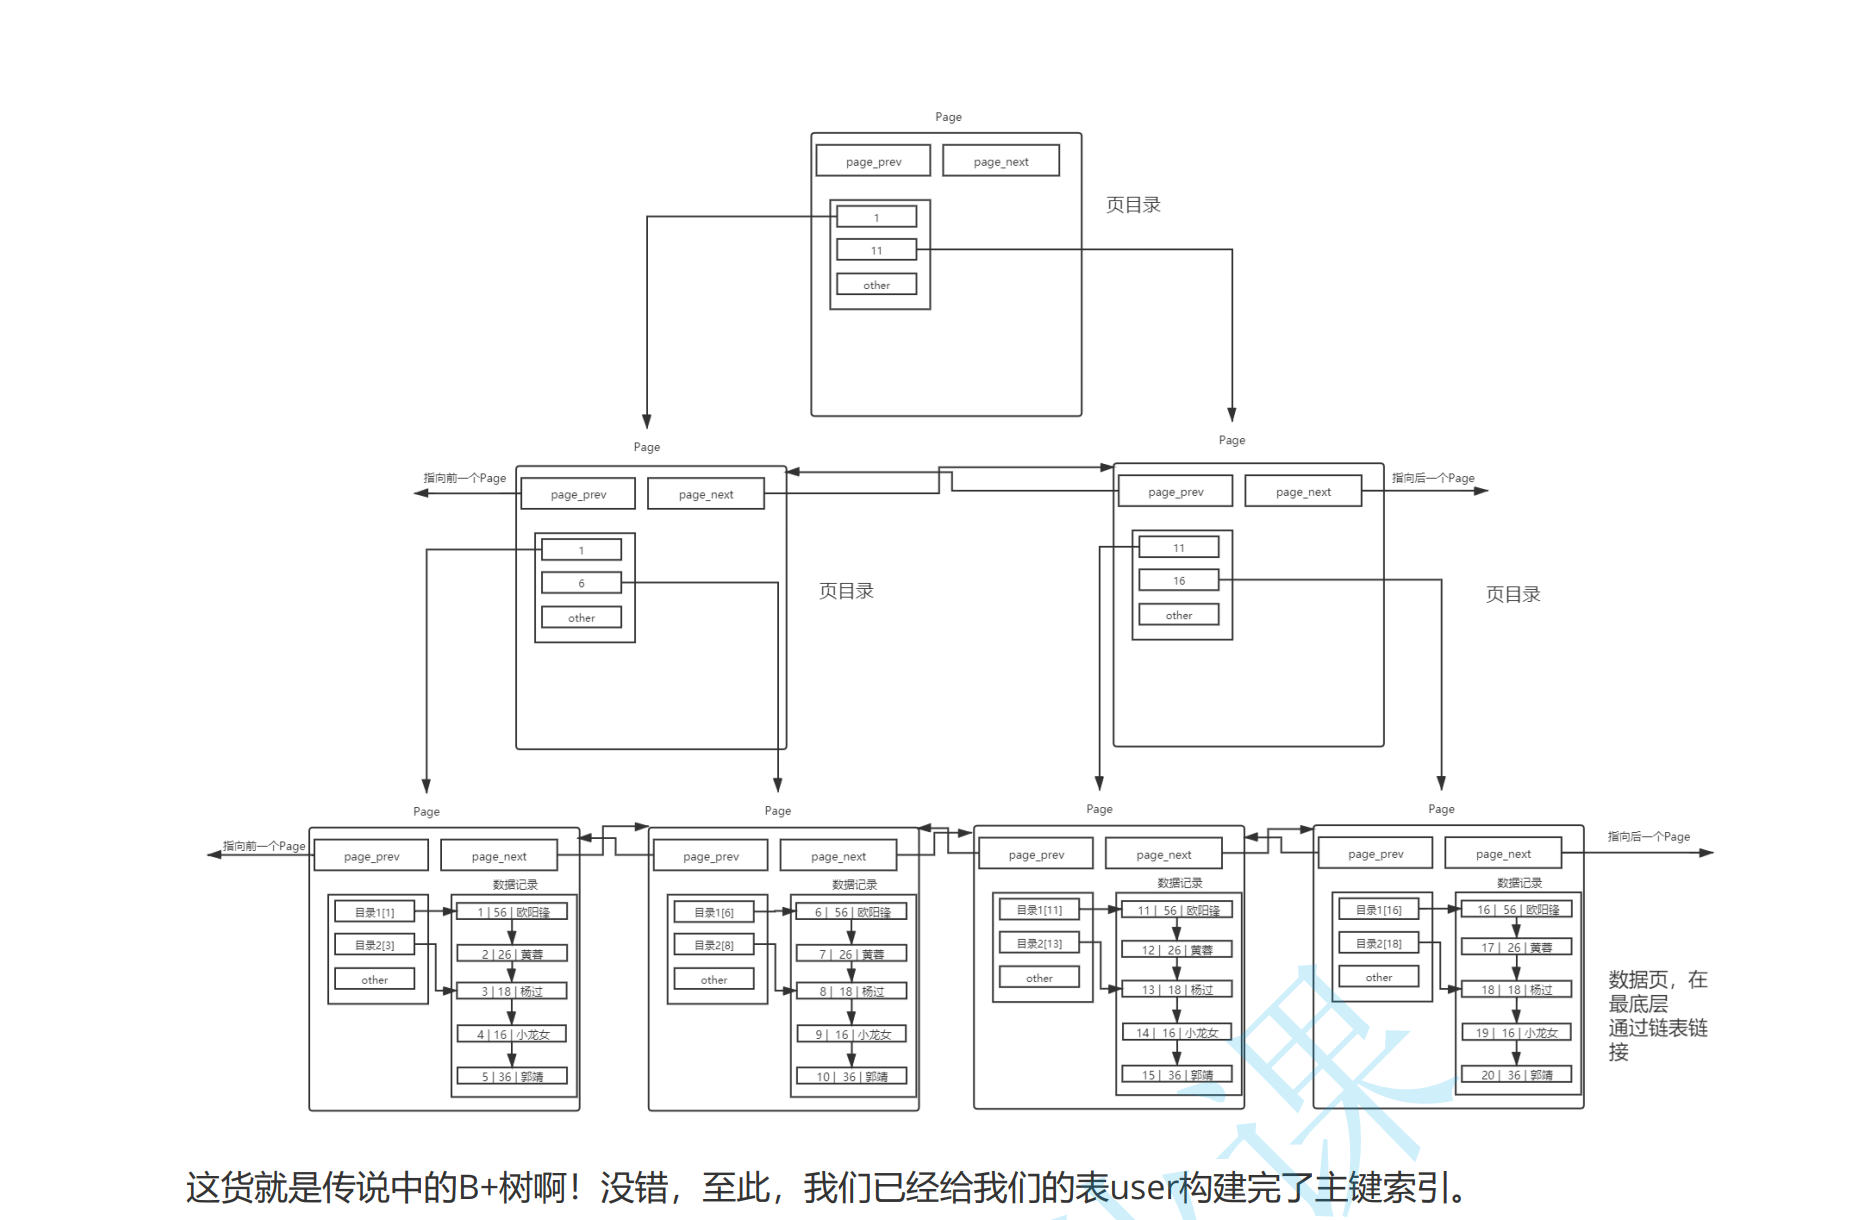 Page
page_prev page_next
页目录
1
11
other
Page
Page
指向前一个Page
page_prev page_next
page_prev page_next
指向后一个Page
1
6
other
页目录
11
16
other
页目录
Page
Page
Page
Page
指向前一个Page
page_prev page_next
page_prev page_next
page_prev page_next
page_prev page_next
指向后一个Page
数据记录
目录1[1]
目录2[3]
other
1 | 56 | 欧阳锋
2 | 26 | 黄蓉
3 | 18 | 杨过
4 | 16 | 小龙女
5 | 36 | 郭靖
数据记录
目录1[6]
目录2[8]
other
6 | 56 | 欧阳锋
7 | 26 | 黄蓉
8 | 18 | 杨过
9 | 16 | 小龙女
10 | 36 | 郭靖
数据记录
目录1[11]
目录2[13]
other
11 | 56 | 欧阳锋
12 | 26 | 黄蓉
13 | 18 | 杨过
14 | 16 | 小龙女
15 | 36 | 郭靖
数据记录
目录1[16]
目录2[18]
other
16 | 56 | 欧阳锋
17 | 26 | 黄蓉
18 | 18 | 杨过
19 | 16 | 小龙女
20 | 36 | 郭靖
数据页，在
最底层
通过链表链
接
这货就是传说中的B+树啊！没错，至此，我们已经给我们的表user构建完了主键索引。
课